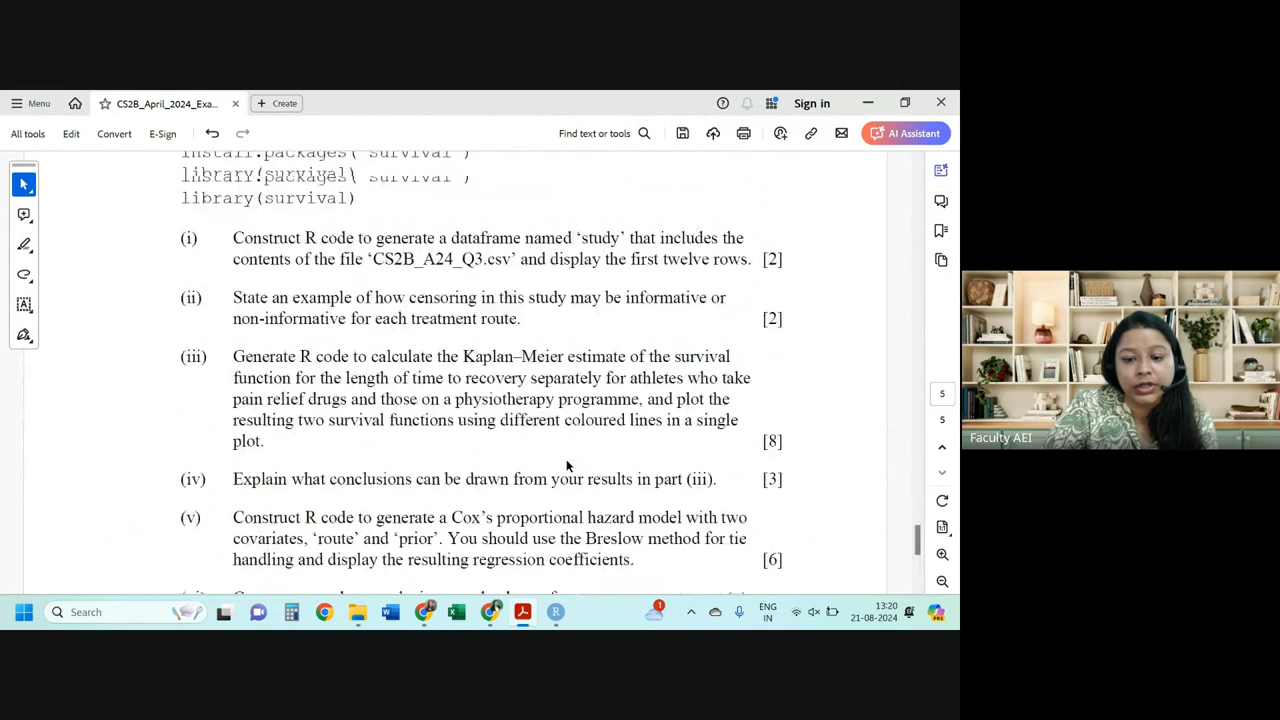 Menu
CS2B_April_2024_Exa...
Create
Sign in
All tools
Edit
Convert
E-Sign
Find text or tools
AI Assistant
library(survival)
(i) Construct R code to generate a dataframe named ‘study’ that includes the
contents of the file ‘CS2B_A24_Q3.csv’ and display the first twelve rows. [2]
(ii) State an example of how censoring in this study may be informative or
non-informative for each treatment route. [2]
(iii) Generate R code to calculate the Kaplan–Meier estimate of the survival
function for the length of time to recovery separately for athletes who take
pain relief drugs and those on a physiotherapy programme, and plot the
resulting two survival functions using different coloured lines in a single
plot. [8]
(iv) Explain what conclusions can be drawn from your results in part (iii). [3]
(v) Construct R code to generate a Cox’s proportional hazard model with two
covariates, ‘route’ and ‘prior’. You should use the Breslow method for tie
handling and display the resulting regression coefficients. [6]
5
5
Faculty AEI
Search
1
ENG
IN
13:20
21-08-2024